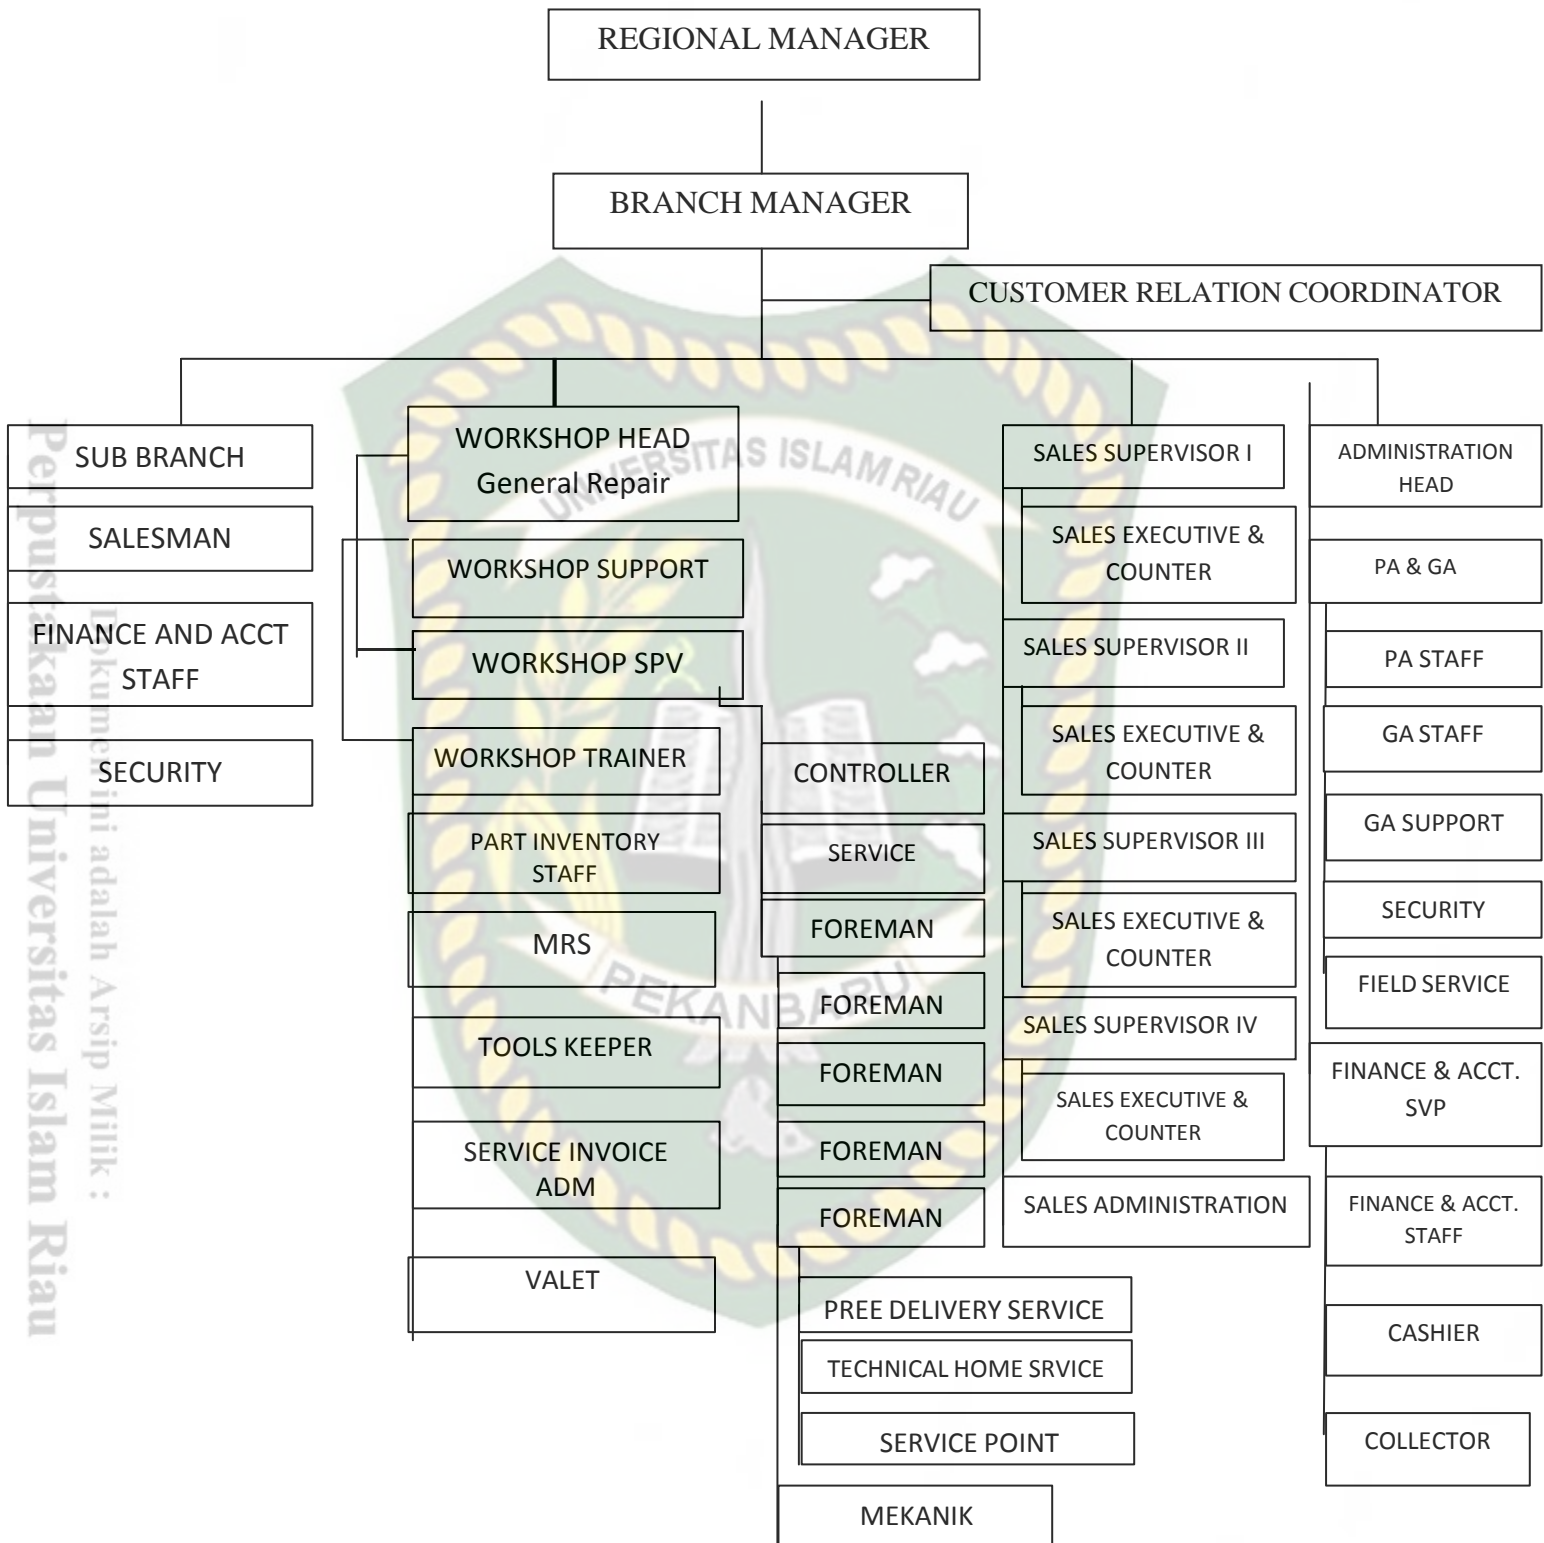 REGIONAL MANAGER
BRANCH MANAGER
CUSTOMER RELATION COORDINATOR
SUB BRANCH
SALESMAN
FINANCE AND ACCT
STAFF
SECURITY
WORKSHOP HEAD
General Repair
WORKSHOP SUPPORT
WORKSHOP SPV
WORKSHOP TRAINER
PART INVENTORY
STAFF
MRS
TOOLS KEEPER
SERVICE INVOICE
ADM
VALET
CONTROLLER
SERVICE
FOREMAN
FOREMAN
FOREMAN
FOREMAN
FOREMAN
PREE DELIVERY SERVICE
TECHNICAL HOME SRVICE
SERVICE POINT
MEKANIK
SALES SUPERVISOR I
SALES EXECUTIVE &
COUNTER
SALES SUPERVISOR II
SALES EXECUTIVE &
COUNTER
SALES SUPERVISOR III
SALES EXECUTIVE &
COUNTER
SALES SUPERVISOR IV
SALES EXECUTIVE &
COUNTER
SALES ADMINISTRATION
ADMINISTRATION
HEAD
PA & GA
PA STAFF
GA STAFF
GA SUPPORT
SECURITY
FIELD SERVICE
FINANCE & ACCT.
SVP
FINANCE & ACCT.
STAFF
CASHIER
COLLECTOR
UNIVERSITAS ISLAM RIAU
PEKANBARU
Dokumen ini adalah Arsip Milik :
Perpustakaan Universitas Islam Riau